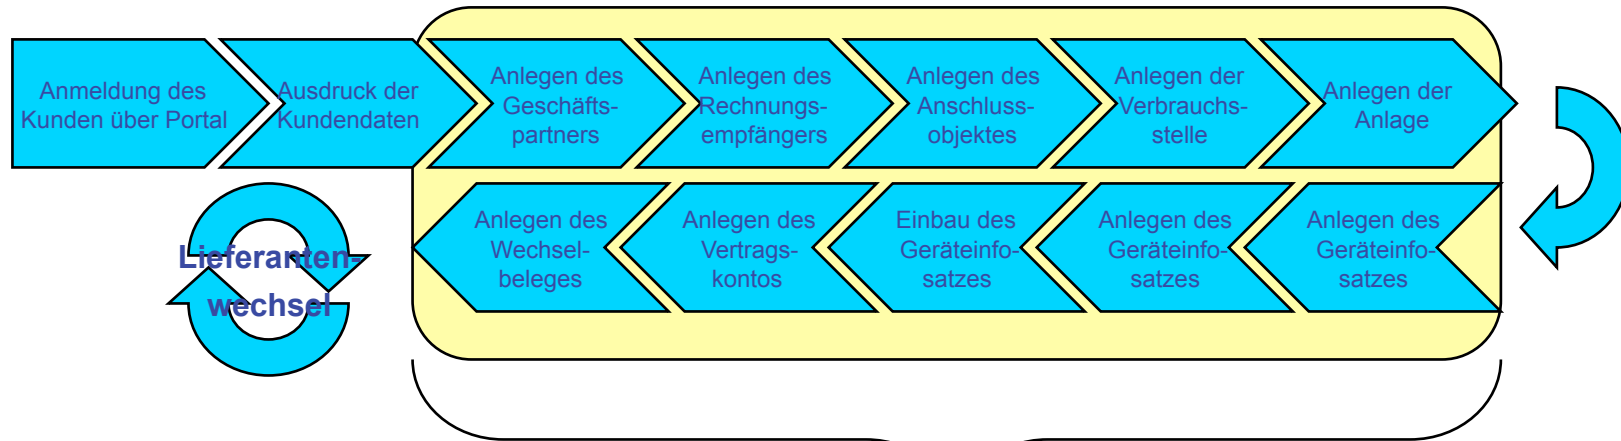 Anmeldung des
Kunden über Portal
Ausdruck der
Kundendaten
Anlegen des
Geschäfts-
partners
Anlegen des
Rechnungs-
empfängers
Anlegen des
Anschluss-
objektes
Anlegen der
Verbrauchs-
stelle
Anlegen der
Anlage
Anlegen des
Wechsel-
beleges
Anlegen des
Vertrags-
kontos
Einbau des
Geräteinfo-
satzes
Anlegen des
Geräteinfo-
satzes
Anlegen des
Geräteinfo-
satzes
Lieferanten-
wechsel